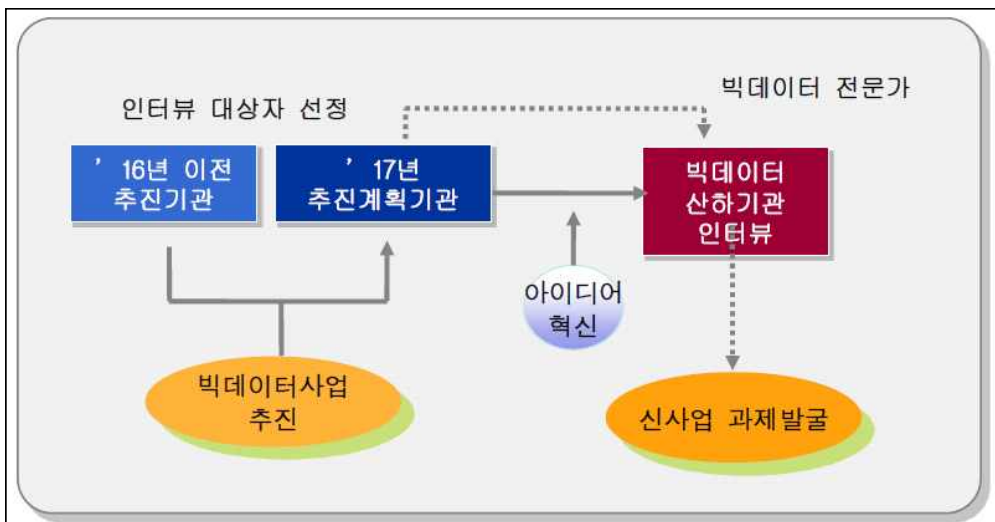 빅데이터 전문가
인터뷰 대상자 선정
’16년 이전
추진기관
’17년
추진계획기관
빅데이터
산하기관
인터뷰
아이디어
혁신
빅데이터사업
추진
신사업 과제발굴